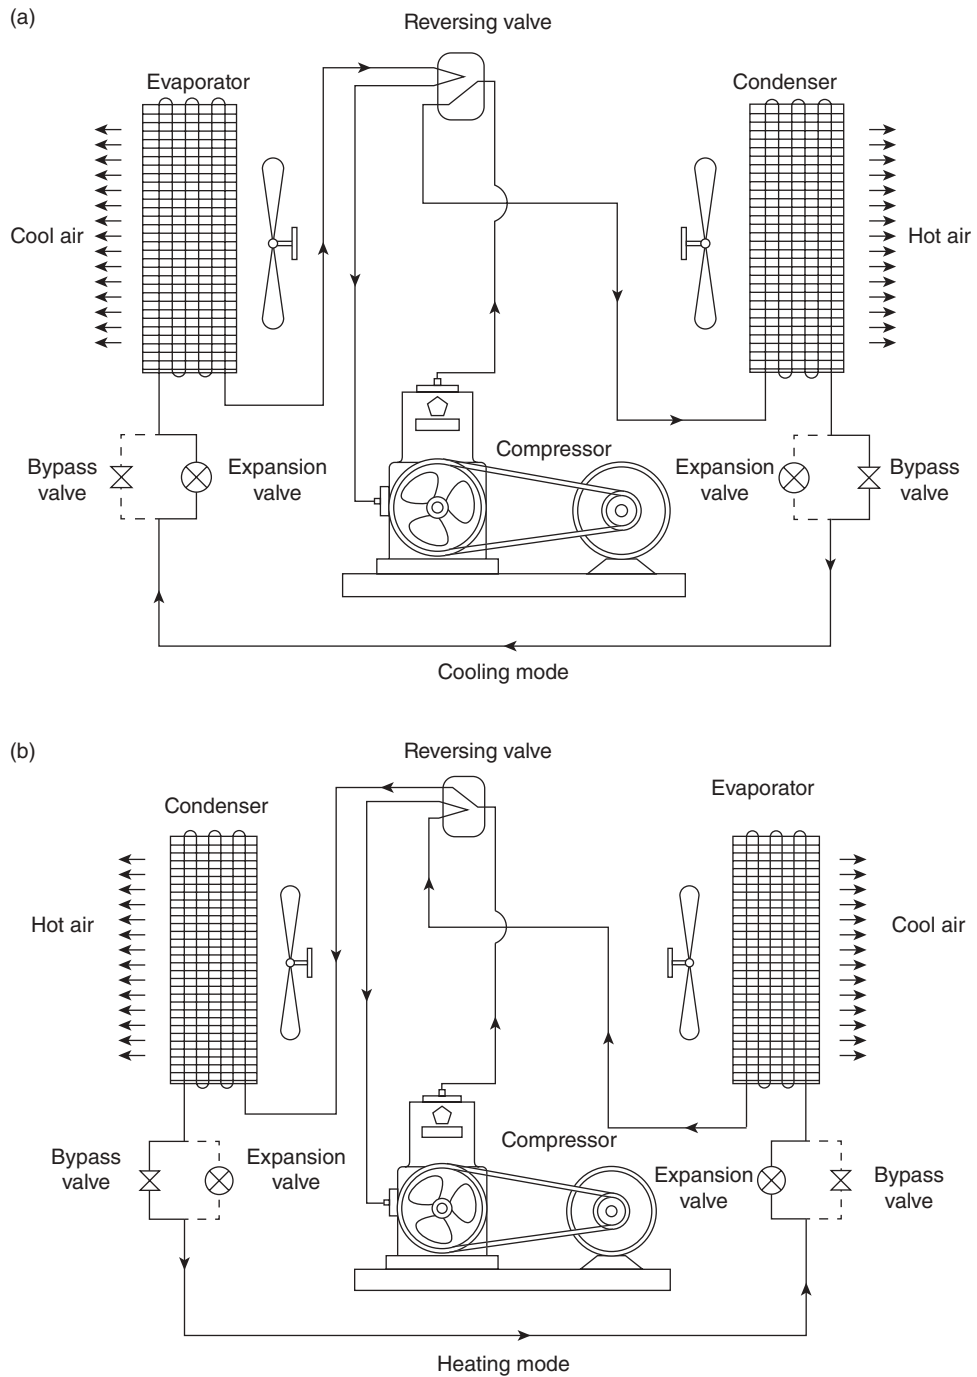 (a)
Reversing valve
Evaporator
Condenser
Cool air
Hot air
Bypass
valve
Expansion
valve
Compressor
Expansion
valve
Bypass
valve
Cooling mode
(b)
Reversing valve
Condenser
Evaporator
Hot air
Cool air
Bypass
valve
Expansion
valve
Compressor
Expansion
valve
Bypass
valve
Heating mode